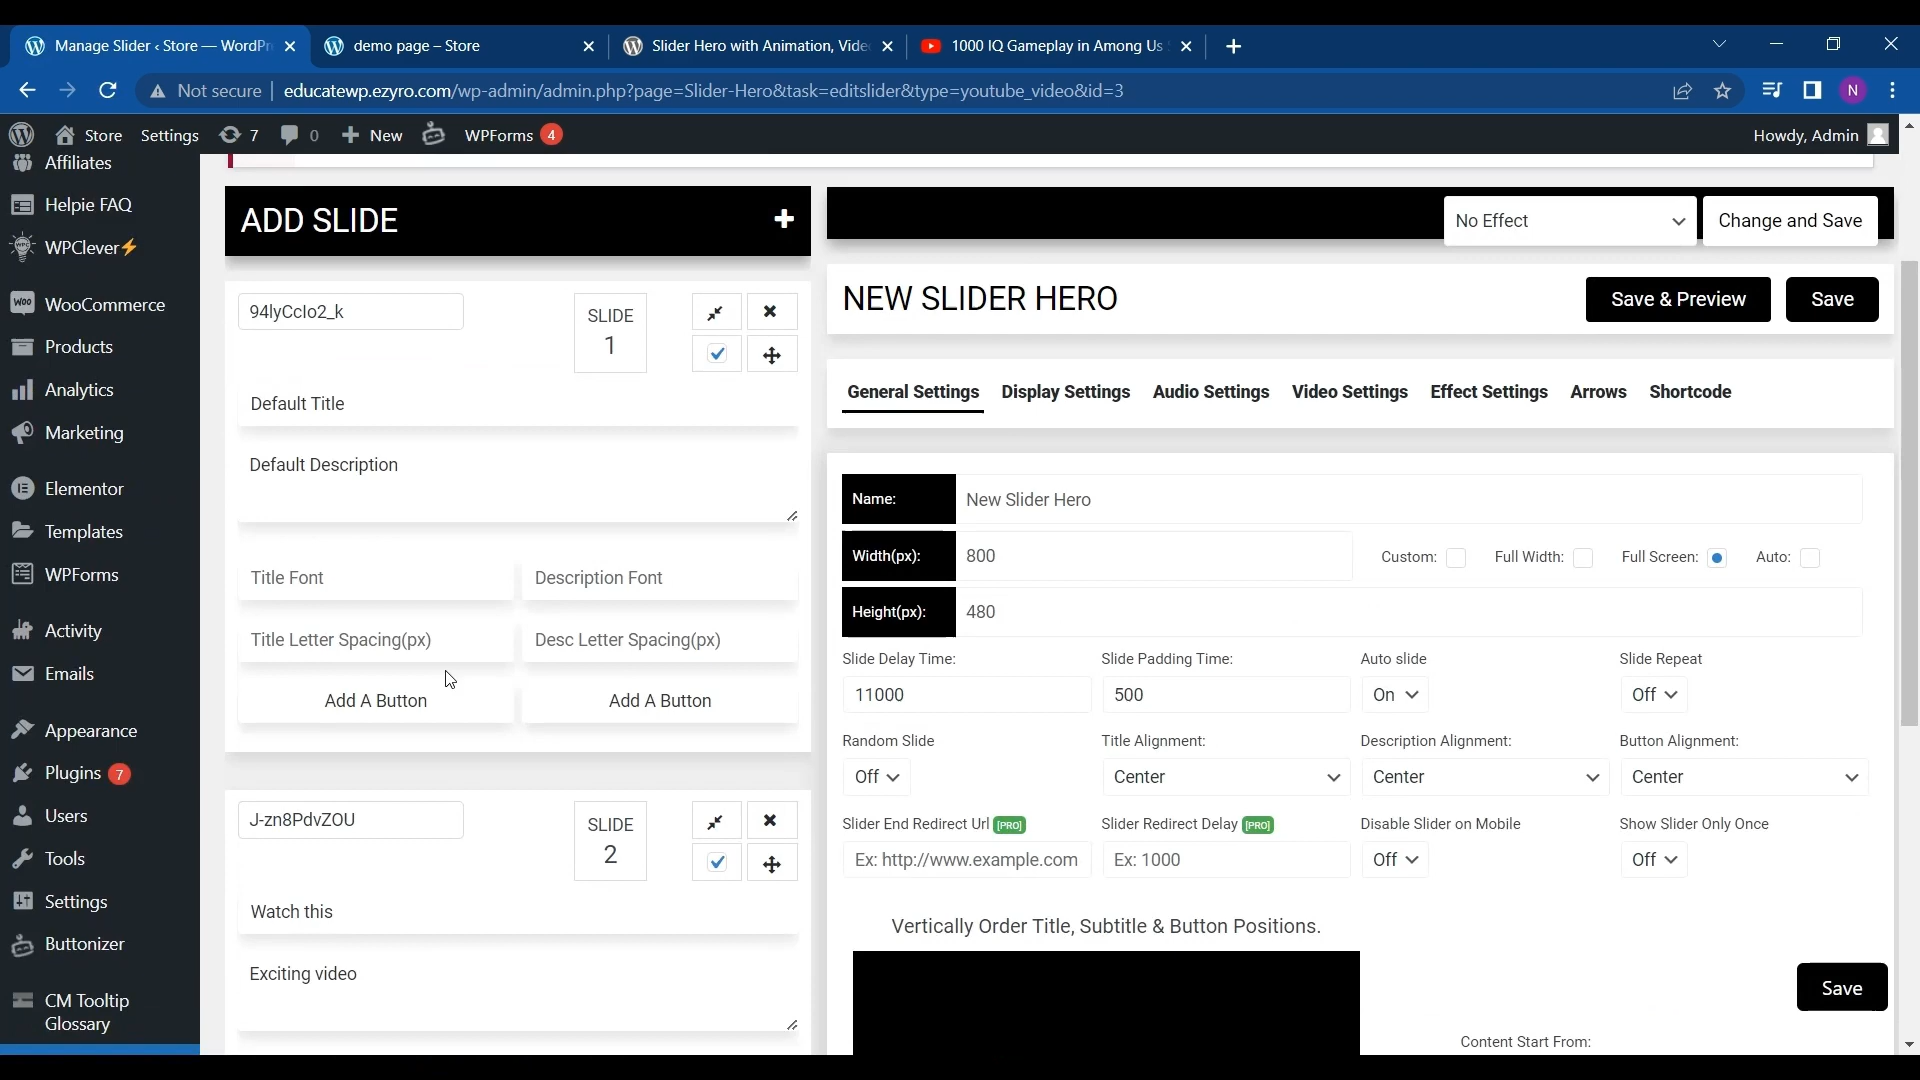 Manage Slider ‹ Store — WordPr
demo page – Store
Slider Hero with Animation, Vide
1000 IQ Gameplay in Among Us
Not secure
educatewp.ezyro.com/wp-admin/admin.php?page=Slider-Hero&task=editslider&type=youtube_video&id=3
N
Store
Settings
7
0
New
WPForms 4
Howdy, Admin
Affiliates
Helpie FAQ
WPClever⚡
WooCommerce
Products
Analytics
Marketing
Elementor
Templates
WPForms
Activity
Emails
Appearance
Plugins 7
Users
Tools
Settings
Buttonizer
CM Tooltip
Glossary
ADD SLIDE
94lyCclo2_k
SLIDE
1
Default Title
Default Description
Title Font
Description Font
Title Letter Spacing(px)
Desc Letter Spacing(px)
Add A Button
Add A Button
J-zn8PdvZOU
SLIDE
2
Watch this
Exciting video
No Effect
Change and Save
NEW SLIDER HERO
Save & Preview
Save
General Settings
Display Settings
Audio Settings
Video Settings
Effect Settings
Arrows
Shortcode
Name:
New Slider Hero
Width(px):
800
Custom:
Full Width:
Full Screen:
Auto:
Height(px):
480
Slide Delay Time:
Slide Padding Time:
Auto slide
Slide Repeat
11000
500
On
Off
Random Slide
Title Alignment:
Description Alignment:
Button Alignment:
Off
Center
Center
Center
Slider End Redirect Url [PRO]
Slider Redirect Delay [PRO]
Disable Slider on Mobile
Show Slider Only Once
Ex: http://www.example.com
Ex: 1000
Off
Off
Vertically Order Title, Subtitle & Button Positions.
Save
Content Start From: